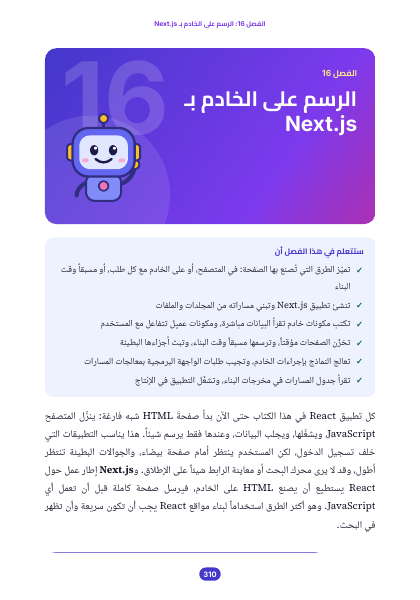 الفصل 16: الرسم على الخادم بـ Next.js
16
الفصل 16
الرسم على الخادم بـ
Next.js
ستتعلم في هذا الفصل أن
✓ تميّز الطرق التي تُصنع بها الصفحة: في المتصفح، أو على الخادم مع كل طلب، أو مسبقاً وقت
البناء
✓ تنشئ تطبيق Next.js وتبني مساراته من المجلدات والملفات
✓ تكتب مكونات خادم تقرأ البيانات مباشرة، ومكونات عميل تتفاعل مع المستخدم
✓ تخزّن الصفحات مؤقتاً، وترسمها مسبقاً وقت البناء، وتبث أجزاءها البطيئة
✓ تعالج النماذج بإجراءات الخادم، وتجيب طلبات الواجهة البرمجية بمعالجات المسارات
✓ تقرأ جدول المسارات في مخرجات البناء، وتشغّل التطبيق في الإنتاج
كل تطبيق React في هذا الكتاب حتى الآن بدأ صفحة HTML شبه فارغة: ينزّل المتصفح
JavaScript ويشغّلها، ويجلب البيانات، وعندها فقط يرسم شيئاً. هذا يناسب التطبيقات التي
خلف تسجيل الدخول، لكن المستخدم ينتظر أمام صفحة بيضاء، والجوالات البطيئة تنتظر
أطول، وقد لا يرى محرك البحث أو معاينة الرابط شيئاً على الإطلاق. وNext.js إطار عمل حول
React يستطيع أن يصنع HTML على الخادم، فيرسل صفحة كاملة قبل أن تعمل أي
JavaScript. وهو أكثر الطرق استخداماً لبناء مواقع React يجب أن تكون سريعة وأن تظهر
في البحث.
310